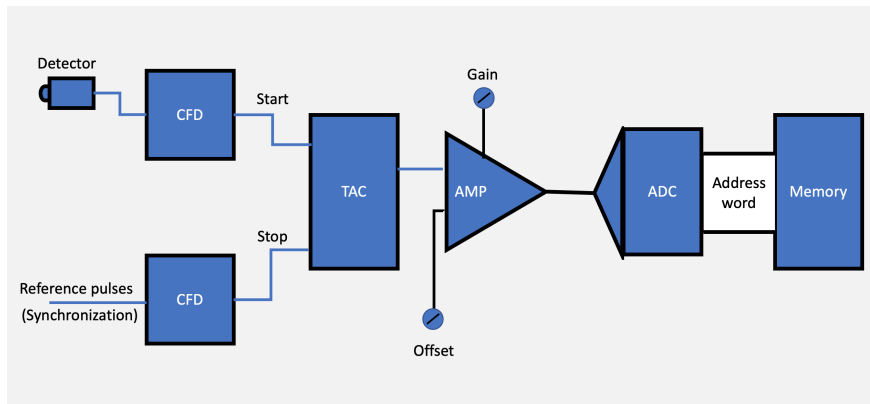 Detector
CFD
Start
Gain
TAC
AMP
ADC
Address
word
Memory
Stop
Reference pulses
(Synchronization)
CFD
Offset